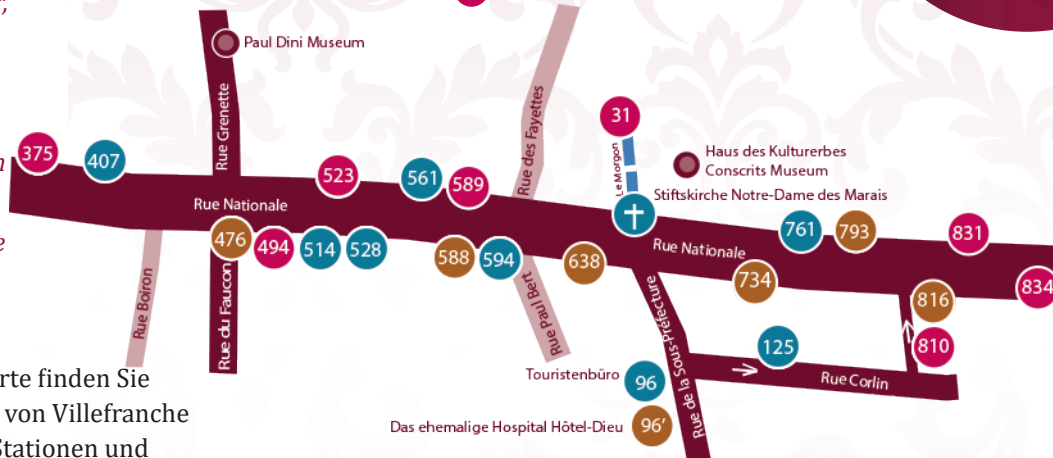 Paul Dini Museum
Rue Grenette
Rue des Fayettes
31
Le Morgon
Haus des Kulturerbes
Conscrits Museum
Stiftskirche Notre-Dame des Marais
375
407
523
561
589
Rue Nationale
476
494
514
528
588
594
638
Rue Nationale
761
793
831
734
816
834
810
Rue Boiron
Rue du Faucon
Rue Paul Bert
Rue de la Sous-Préfecture
125
Rue Corlin
Touristenbüro
96
Das ehemalige Hospital Hôtel-Dieu
96’
rte finden Sie
von Villefranche
Stationen und